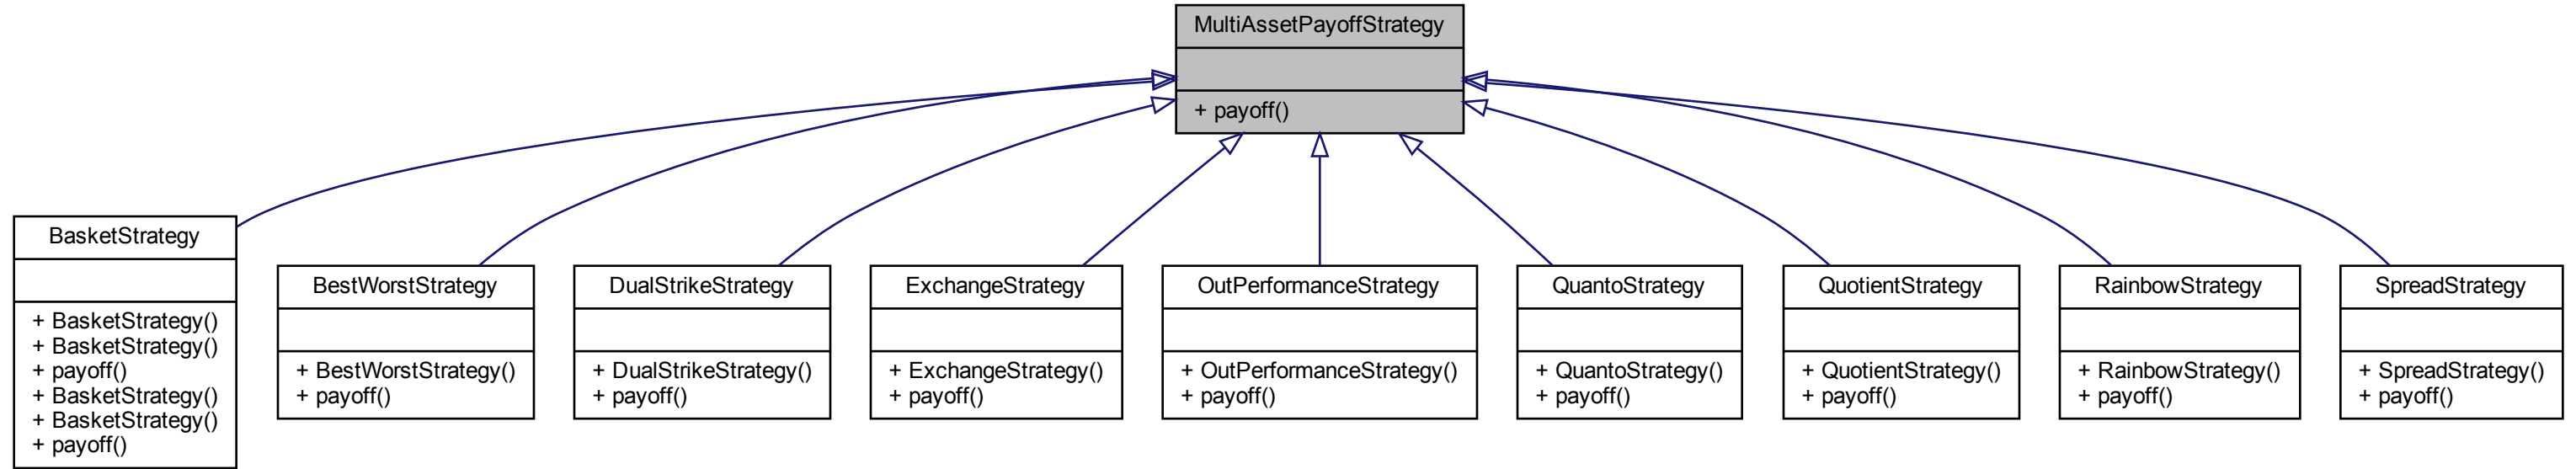 MultiAssetPayoffStrategy
+ payoff()
BasketStrategy
+ BasketStrategy()
+ BasketStrategy()
+ payoff()
+ BasketStrategy()
+ BasketStrategy()
+ payoff()
BestWorstStrategy
+ BestWorstStrategy()
+ payoff()
DualStrikeStrategy
+ DualStrikeStrategy()
+ payoff()
ExchangeStrategy
+ ExchangeStrategy()
+ payoff()
OutPerformanceStrategy
+ OutPerformanceStrategy()
+ payoff()
QuantoStrategy
+ QuantoStrategy()
+ payoff()
QuotientStrategy
+ QuotientStrategy()
+ payoff()
RainbowStrategy
+ RainbowStrategy()
+ payoff()
SpreadStrategy
+ SpreadStrategy()
+ payoff()